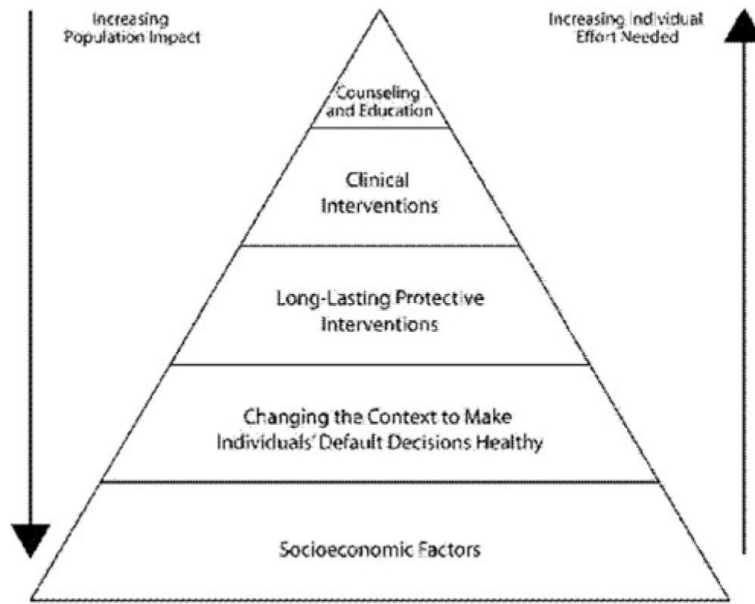 Increasing
Population Impact
Increasing Individual
Effort Needed
Counseling
and Education
Clinical
Interventions
Long-Lasting Protective
Interventions
Changing the Context to Make
Individuals' Default Decisions Healthy
Socioeconomic Factors